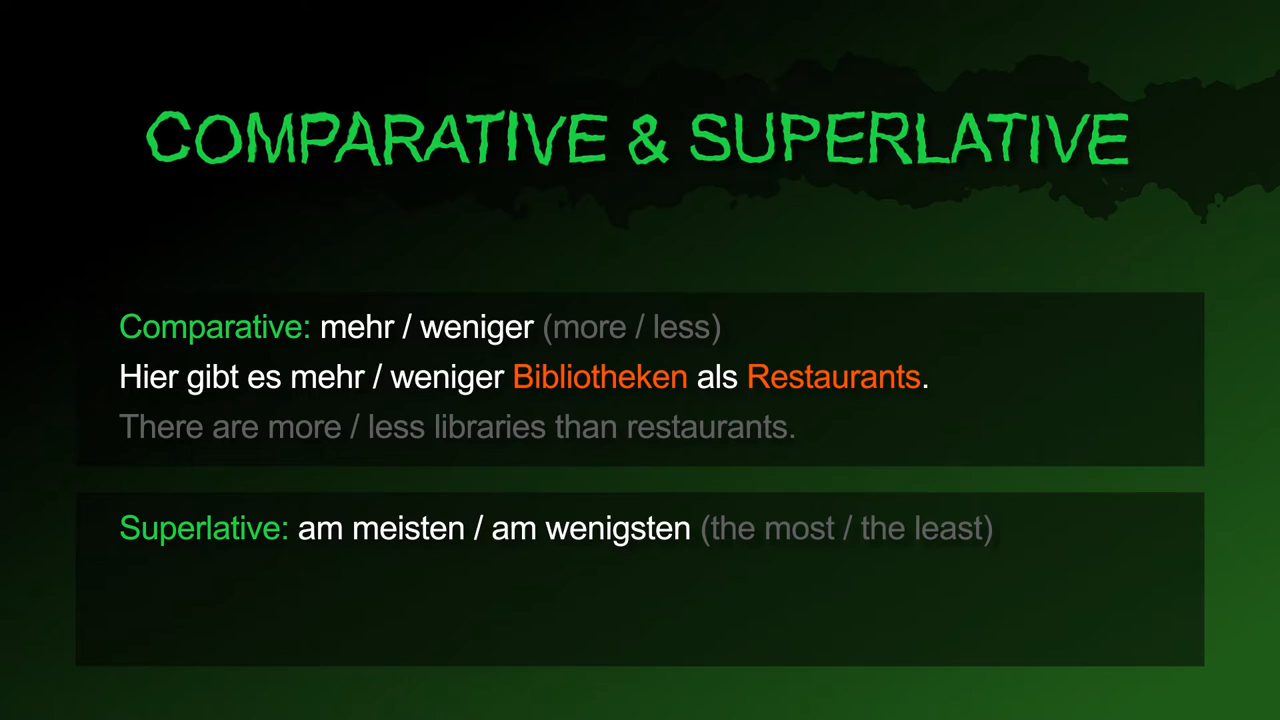 COMPARATIVE & SUPERLATIVE
Comparative: mehr / weniger (more / less)
Hier gibt es mehr / weniger Bibliotheken als Restaurants.
There are more / less libraries than restaurants.
Superlative: am meisten / am wenigsten (the most / the least)